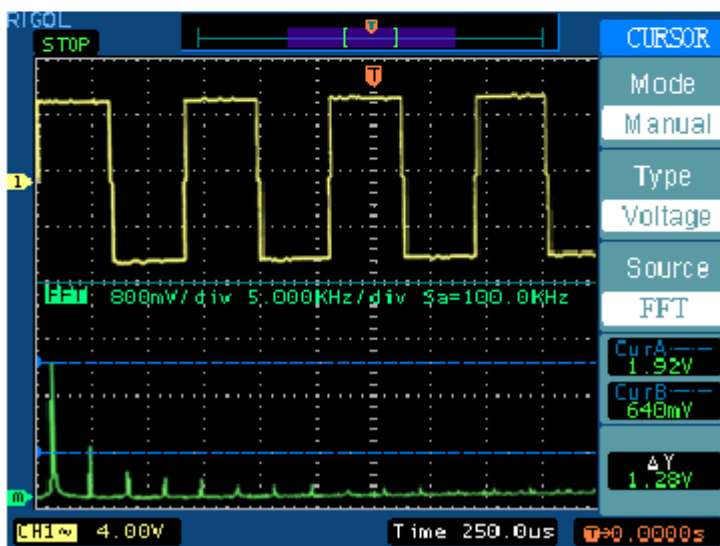 RIGOL
STOP
T
CURSOR
T
Mode
Manual
Type
Voltage
Source
FFT
1
FFT 800mV/div 5.000KHz/div Sa=100.0KHz
CurA
1.92V
CurB
640mV
ΔY
1.28V
m
CH1~ 4.00V Time 250.0us T→0.0000s